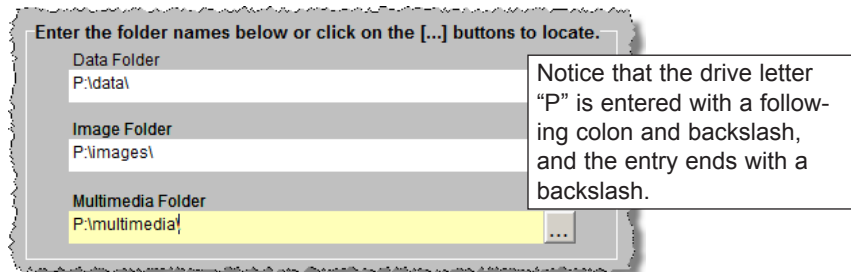 Enter the folder names below or click on the [...] buttons to locate.
Data Folder
P:\data\
Image Folder
P:\images\
Multimedia Folder
P:\multimedia\
...
Notice that the drive letter
“P” is entered with a follow-
ing colon and backslash,
and the entry ends with a
backslash.